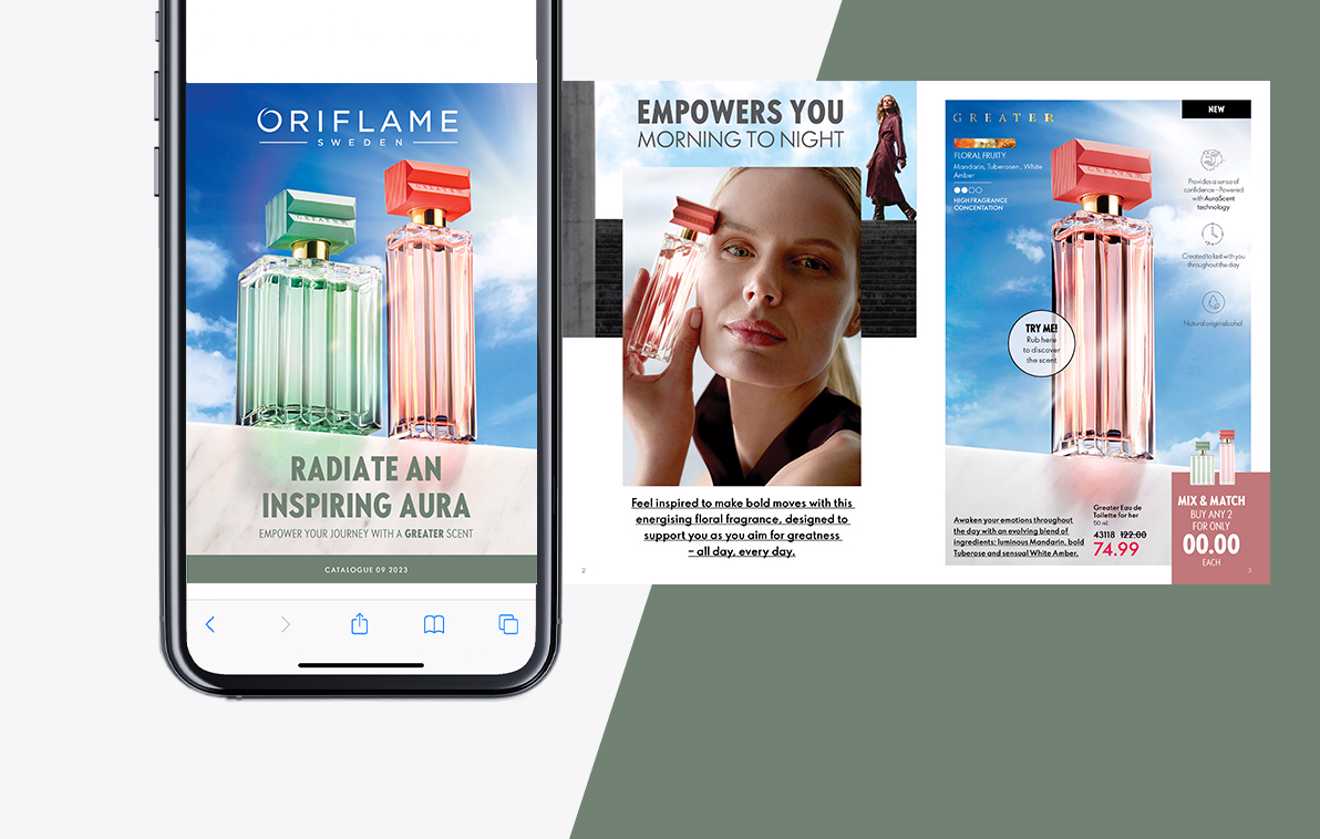 ORIFLAME
SWEDEN
RADIATE AN
INSPIRING AURA
EMPOWER YOUR JOURNEY WITH A GREATER SCENT
CATALOGUE 09 2023
EMPOWERS YOU
MORNING TO NIGHT
Feel inspired to make bold moves with this
energising floral fragrance, designed to
support you as you aim for greatness
– all day, every day.
2
GREATER
FLORAL FRUITY
Mandarin, Tuberosen, White
Amber
HIGH FRAGRANCE
CONCENTATION
NEW
Provides a sense of
confidence – Powered
with AuraScent
technology
Created to last with you
throughout the day
Natural origin alcohol
TRY ME!
Rub here
to discover
the scent
Awaken your emotions throughout
the day with an evolving blend of
ingredients; luminous Mandarin, bold
Tuberose and sensual White Amber.
Greater Eau de
Toilette for her
50 ml
43118 122.00
74.99
MIX & MATCH
BUY ANY 2
FOR ONLY
00.00
EACH
3